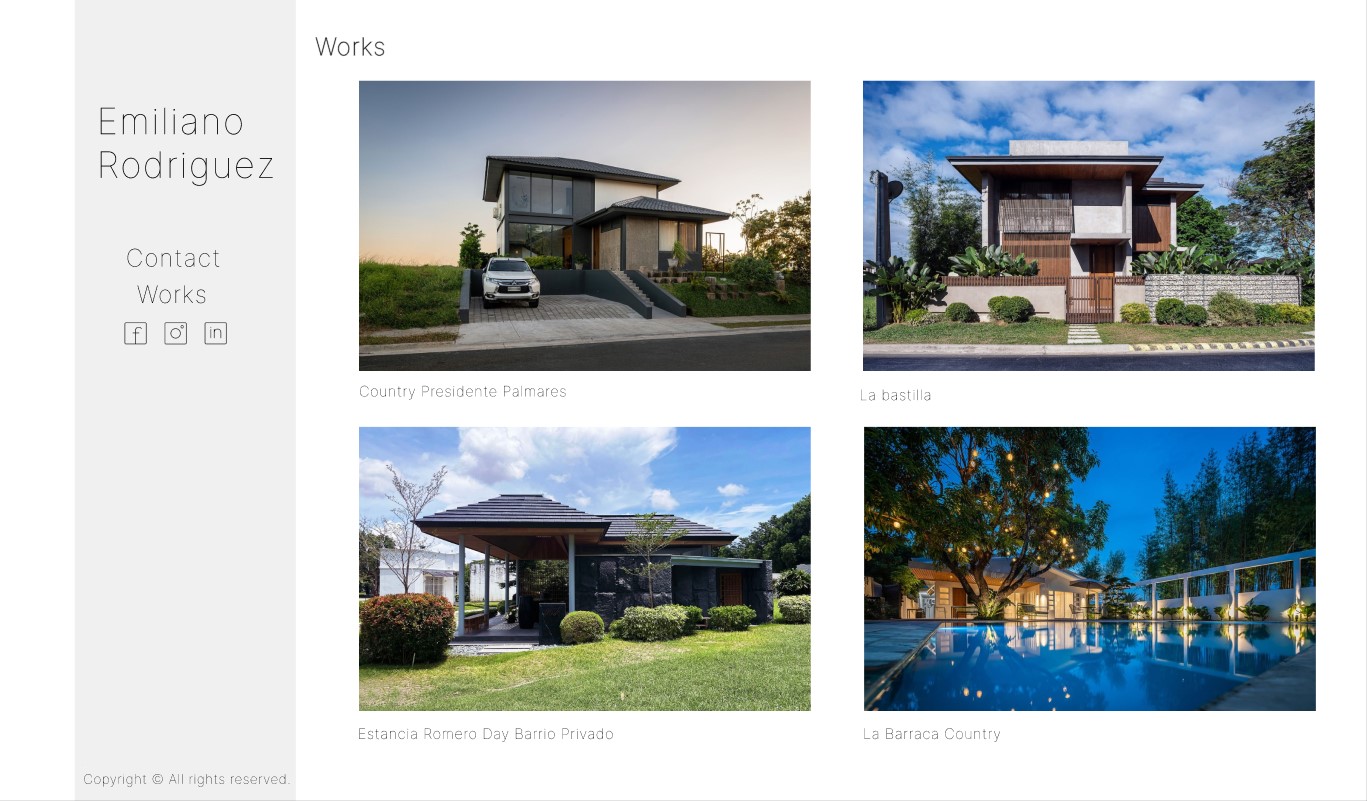 Emiliano
Rodriguez
Contact
Works
in
Copyright © All rights reserved.
Works
Country Presidente Palmares
La bastilla
Estancia Romero Day Barrio Privado
La Barraca Country